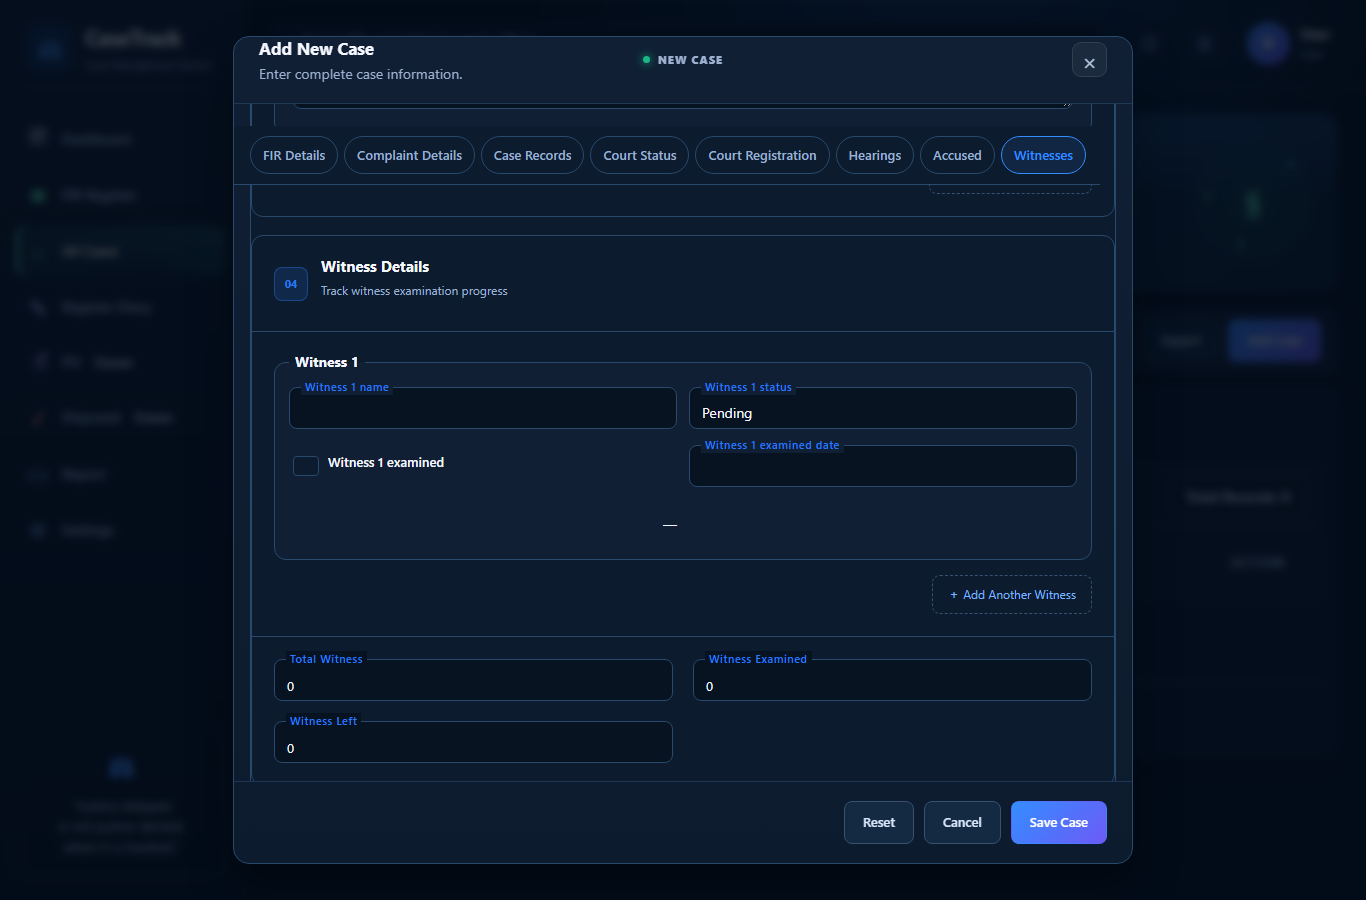 CaseTrack
Add New Case
Enter complete case information.
NEW CASE
×
FIR Details
Complaint Details
Case Records
Court Status
Court Registration
Hearings
Accused
Witnesses
04
Witness Details
Track witness examination progress
Witness 1
Witness 1 name
Witness 1 status
Pending
Witness 1 examined
Witness 1 examined date
—
+ Add Another Witness
Total Witness
0
Witness Examined
0
Witness Left
0
Reset
Cancel
Save Case
Dashboard
Settings